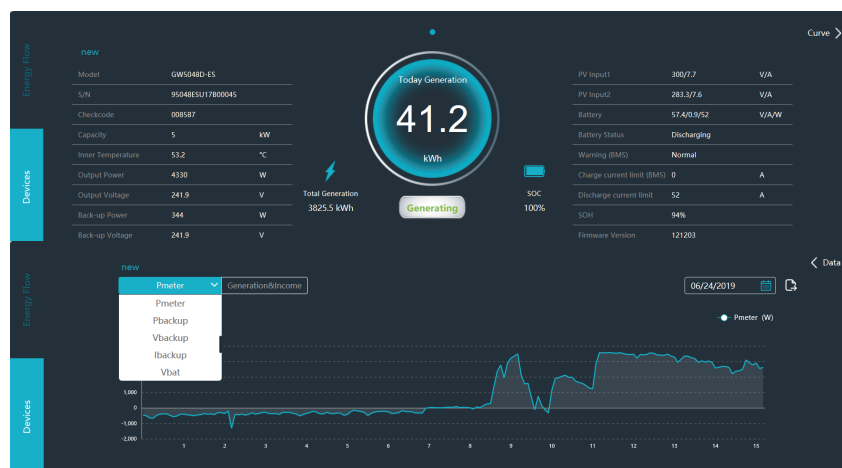 Curve
Energy Flow
new
Model GW5048D-ES
S/N 95048ESU17B00045
Checkcode 008587
Capacity 5 kW
Inner Temperature 53.2 °C
Output Power 4330 W
Output Voltage 241.9 V
Back-up Power 344 W
Back-up Voltage 241.9 V
Devices
Today Generation
41.2
kWh
Total Generation
3825.5 kWh
Generating
SOC
100%
PV Input1 300/7.7 V/A
PV Input2 283.3/7.6 V/A
Battery 57.4/0.9/52 V/A/W
Battery Status Discharging
Warning (BMS) Normal
Charge current limit (BMS) 0 A
Discharge current limit 52 A
SOH 94%
Firmware Version 121203
Data
Energy Flow
new
Pmeter Generation&Income 06/24/2019
Pmeter
Pbackup
Vbackup
Ibackup
Vbat
Pmeter (W)
1,000
0
-1,000
-2,000
1 2 3 4 5 6 7 8 9 10 11 12 13 14 15
Devices